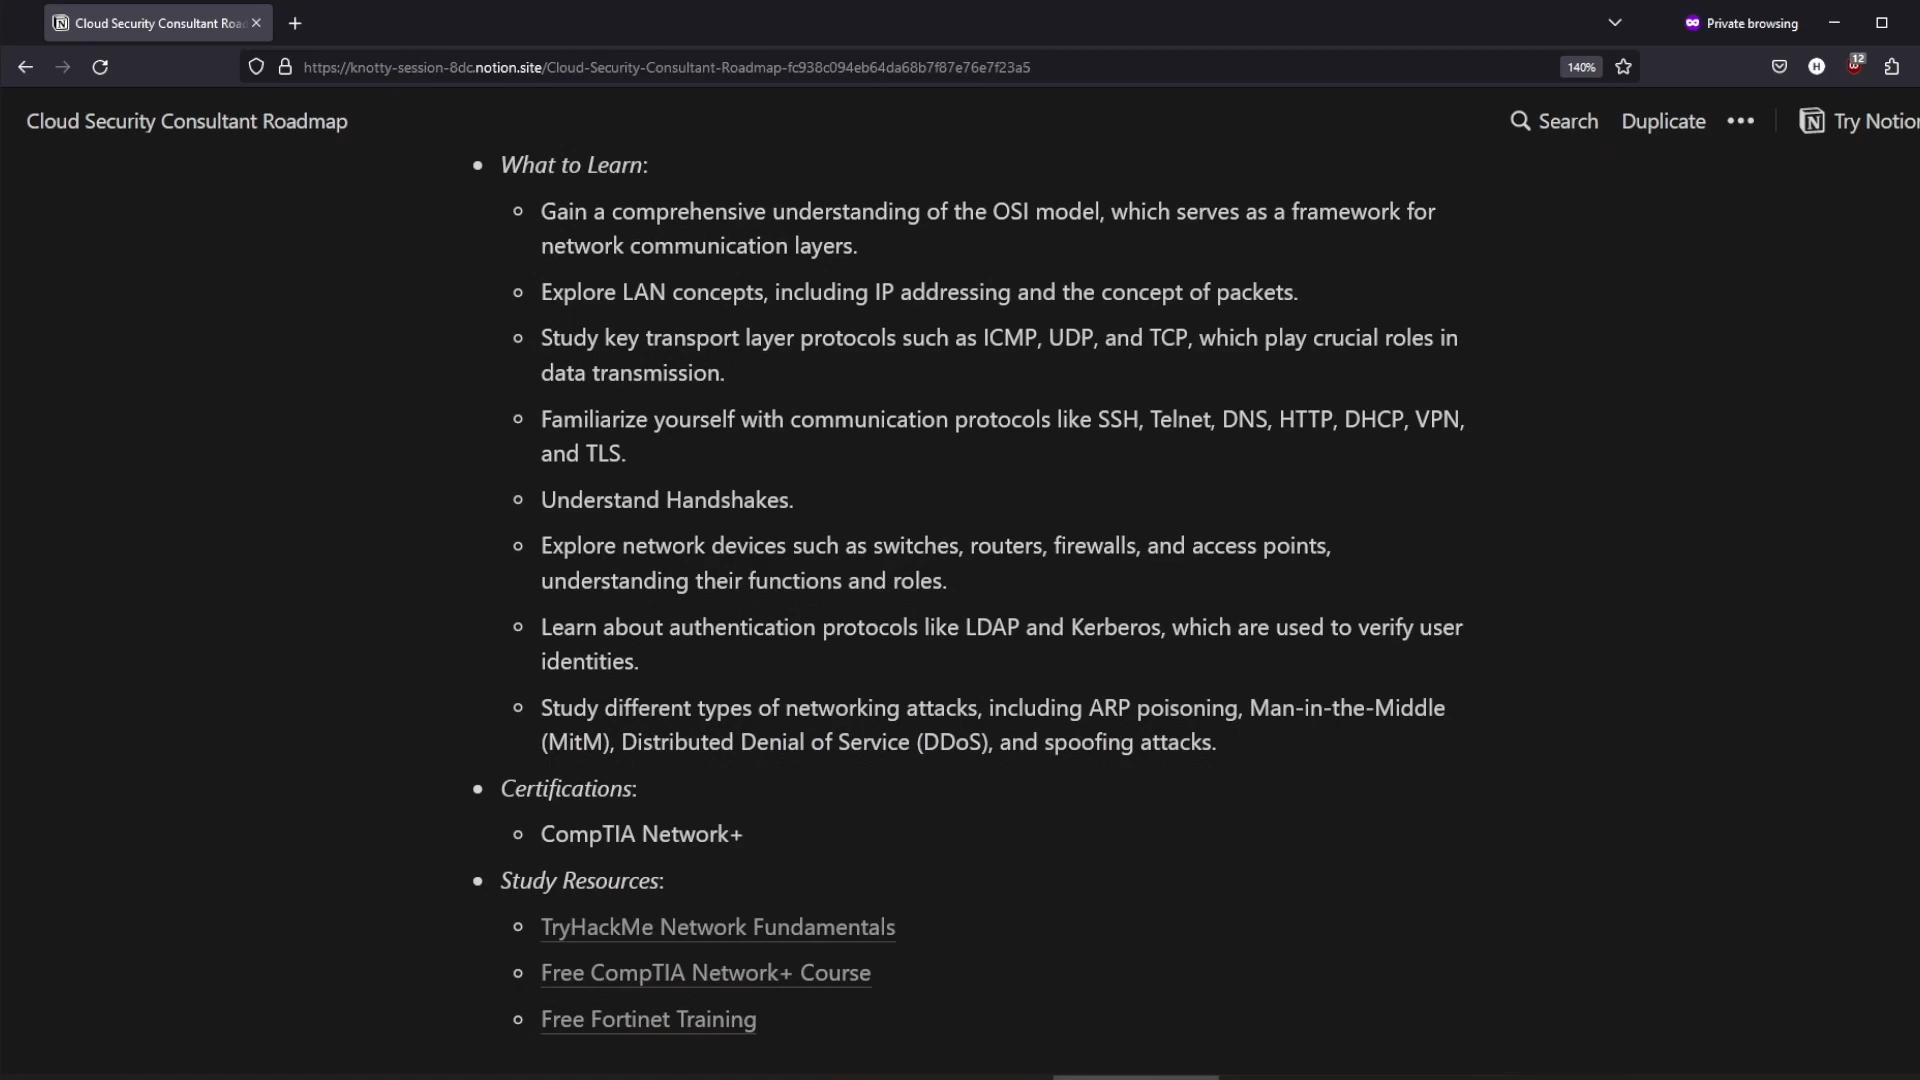 Cloud Security Consultant Roa
Private browsing
https://knotty-session-8dc.notion.site/Cloud-Security-Consultant-Roadmap-fc938c094eb64da68b7f87e76e7f23a5
140%
H
12
Cloud Security Consultant Roadmap
Search
Duplicate
Try Notion
What to Learn:
Gain a comprehensive understanding of the OSI model, which serves as a framework for
network communication layers.
Explore LAN concepts, including IP addressing and the concept of packets.
Study key transport layer protocols such as ICMP, UDP, and TCP, which play crucial roles in
data transmission.
Familiarize yourself with communication protocols like SSH, Telnet, DNS, HTTP, DHCP, VPN,
and TLS.
Understand Handshakes.
Explore network devices such as switches, routers, firewalls, and access points,
understanding their functions and roles.
Learn about authentication protocols like LDAP and Kerberos, which are used to verify user
identities.
Study different types of networking attacks, including ARP poisoning, Man-in-the-Middle
(MitM), Distributed Denial of Service (DDoS), and spoofing attacks.
Certifications:
CompTIA Network+
Study Resources:
TryHackMe Network Fundamentals
Free CompTIA Network+ Course
Free Fortinet Training